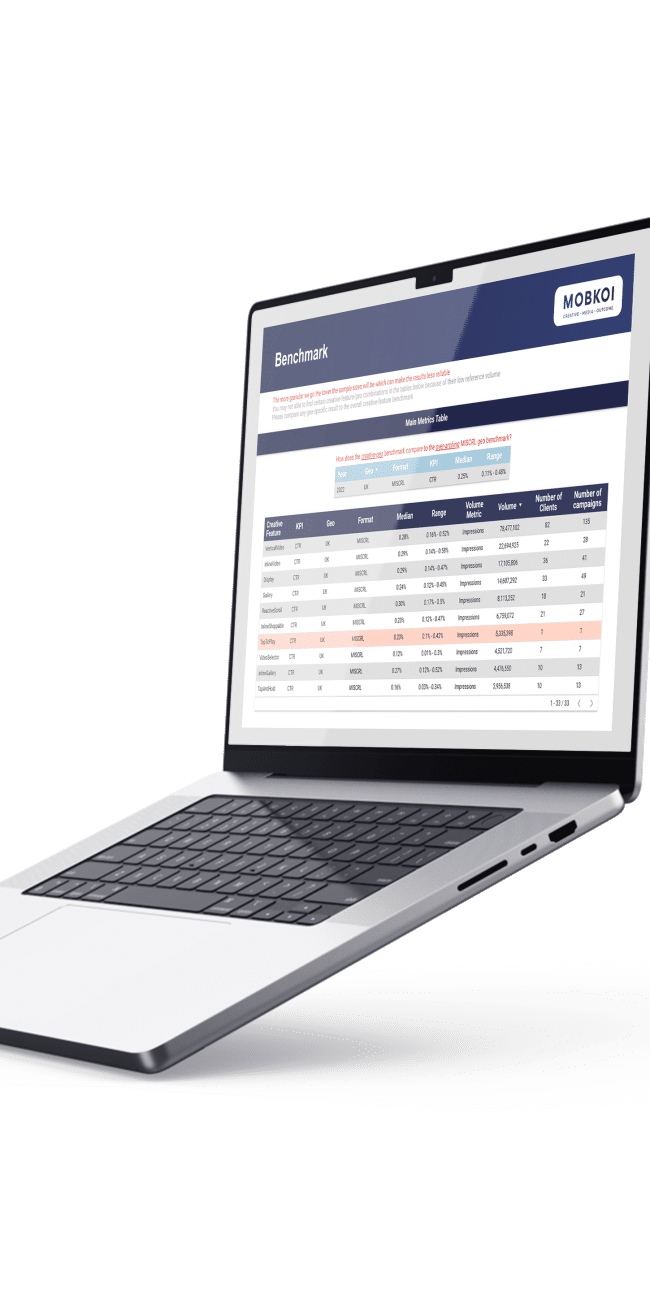 MOBKOI
CREATIVE • MEDIA • OUTCOME
Benchmark
The more granular we go the lower the sample sizes will be which can make the results less reliable
You may not be able to find certain creative feature/geo combinations in the tables below because of their low reference volume
Please compare any geo-specific result to the overall creative feature benchmark
Main Metrics Table
How does the creative-geo benchmark compare to the over-arching MISCRL geo benchmark?
Year Geo Format KPI Median Range
2022 UK MISCRL CTR 0.25% 0.11% - 0.48%
Creative Feature KPI Geo Format Median Range Volume Metric Volume Number of Clients Number of campaigns
VerticalVideo CTR UK MISCRL 0.28% 0.16% - 0.52% Impressions 78,477,102 82 135
InlineVideo CTR UK MISCRL 0.29% 0.14% - 0.58% Impressions 22,694,925 22 28
Display CTR UK MISCRL 0.29% 0.14% - 0.47% Impressions 17,105,806 36 41
Gallery CTR UK MISCRL 0.24% 0.12% - 0.45% Impressions 14,687,292 33 49
ReactiveScroll CTR UK MISCRL 0.30% 0.17% - 0.5% Impressions 8,113,252 18 21
InlineShoppable CTR UK MISCRL 0.23% 0.12% - 0.47% Impressions 6,759,072 21 27
TapToPlay CTR UK MISCRL 0.23% 0.1% - 0.42% Impressions 5,335,398 1 1
VideoSelector CTR UK MISCRL 0.12% 0.01% - 0.3% Impressions 4,521,720 7 7
InlineGallery CTR UK MISCRL 0.27% 0.12% - 0.52% Impressions 4,476,550 10 13
TapAndHold CTR UK MISCRL 0.16% 0.03% - 0.34% Impressions 3,956,538 10 13
1 - 33 / 33